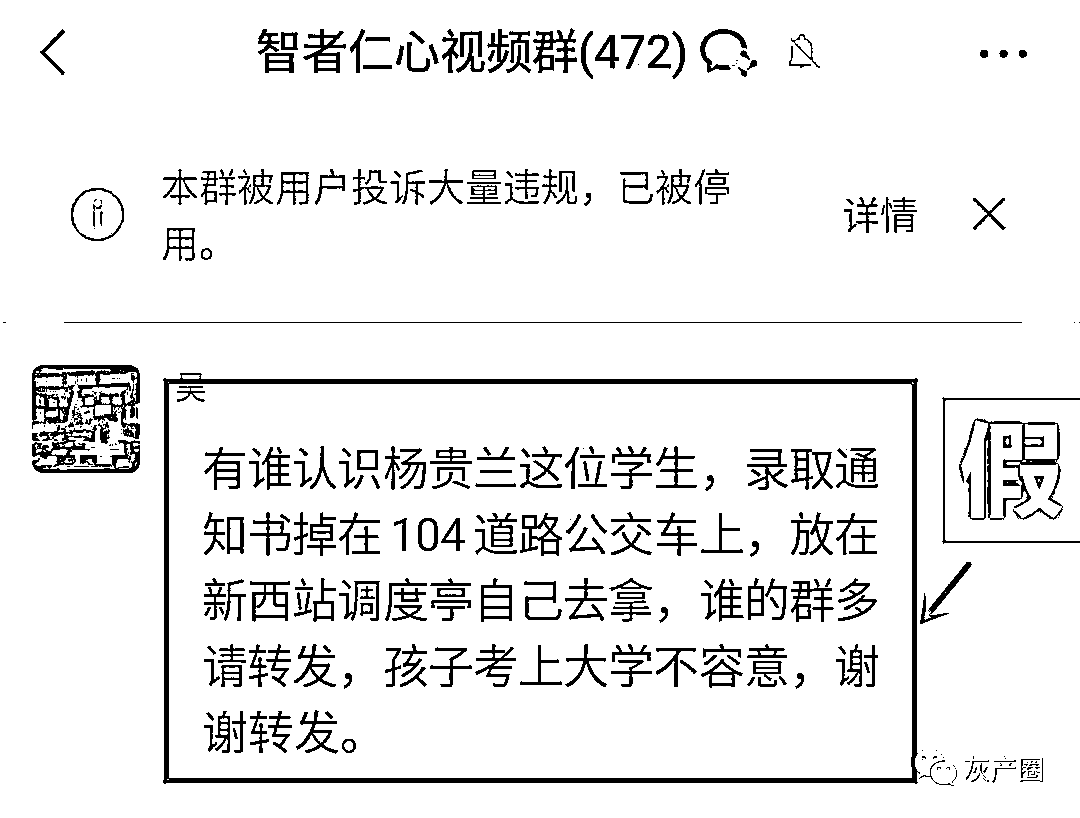 智者仁心视频群(472)
本群被用户投诉大量违规，已被停
用。
详情
吴
有谁认识杨贵兰这位学生，录取通
知书掉在104道路公交车上，放在
新西站调度亭自己去拿，谁的群多
请转发，孩子考上大学不容意，谢
谢转发。
假
灰产圈